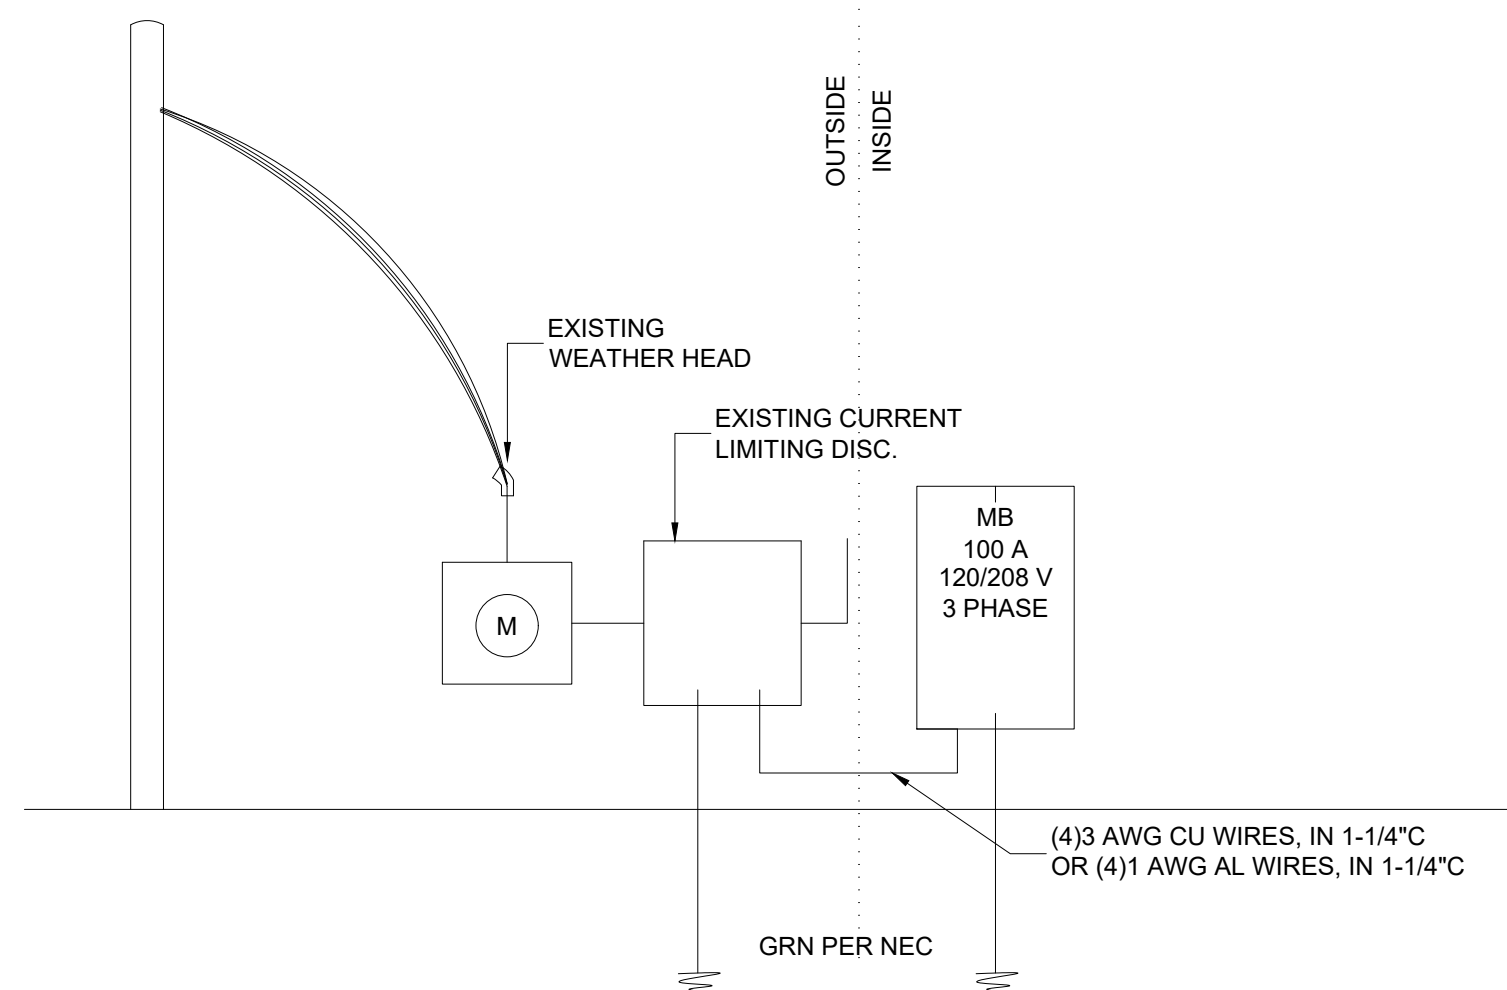 OUTSIDE
INSIDE
EXISTING
WEATHER HEAD
EXISTING CURRENT
LIMITING DISC.
MB
100 A
120/208 V
3 PHASE
M
(4)3 AWG CU WIRES, IN 1-1/4"C
OR (4)1 AWG AL WIRES, IN 1-1/4"C
GRN PER NEC